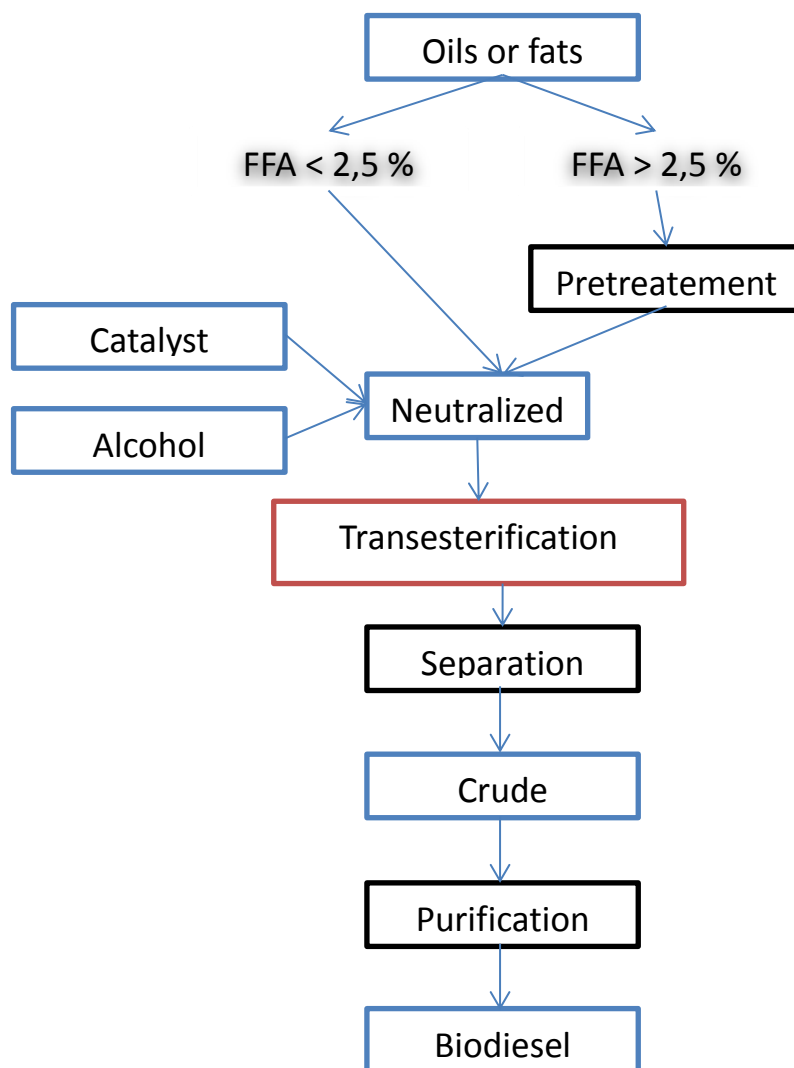 Oils or fats
FFA < 2,5 %
FFA > 2,5 %
Pretreatement
Catalyst
Neutralized
Alcohol
Transesterification
Separation
Crude
Purification
Biodiesel